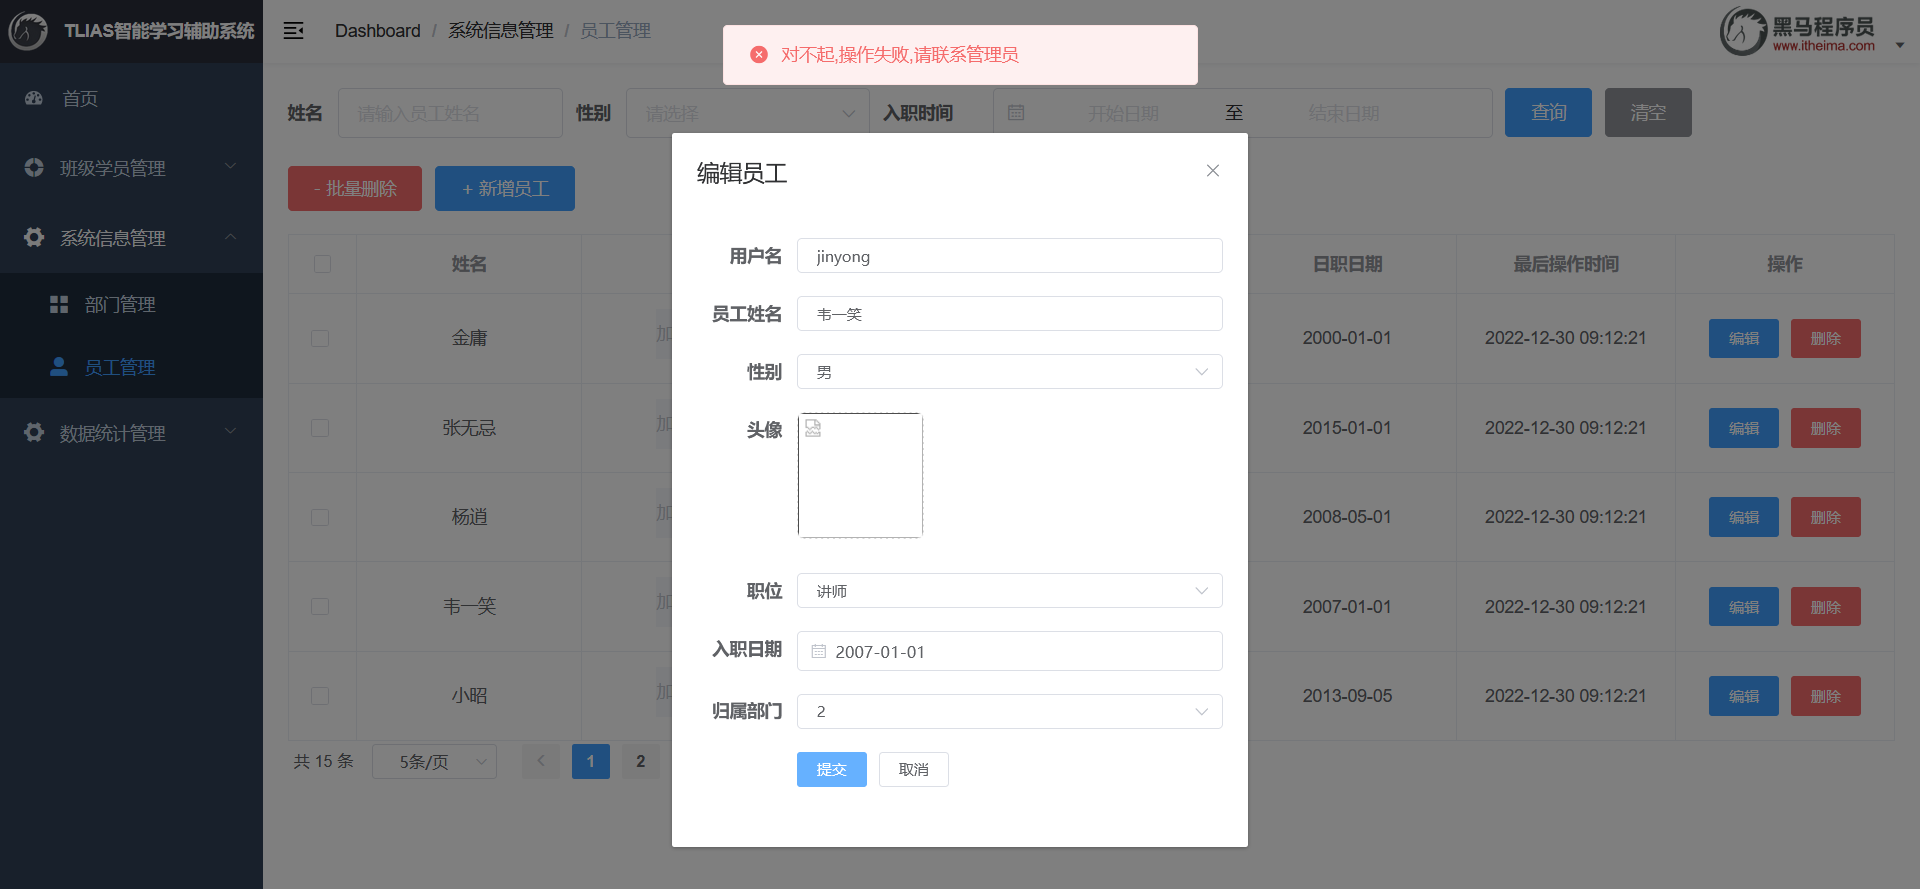 TLIAS智能学习辅助系统
Dashboard / 系统信息管理 / 员工管理
对不起,操作失败,请联系管理员
黑马程序员
www.itheima.com
首页
班级学员管理
系统信息管理
部门管理
员工管理
数据统计管理
姓名 请输入员工姓名 性别 请选择 入职时间 开始日期 至 结束日期 查询 清空
- 批量删除 + 新增员工
姓名 日职日期 最后操作时间 操作
金庸 加 2000-01-01 2022-12-30 09:12:21 编辑 删除
张无忌 加 2015-01-01 2022-12-30 09:12:21 编辑 删除
杨逍 加 2008-05-01 2022-12-30 09:12:21 编辑 删除
韦一笑 加 2007-01-01 2022-12-30 09:12:21 编辑 删除
小昭 加 2013-09-05 2022-12-30 09:12:21 编辑 删除
共 15 条 5条/页 1 2
编辑员工
用户名 jinyong
员工姓名 韦一笑
性别 男
头像
职位 讲师
入职日期 2007-01-01
归属部门 2
提交 取消